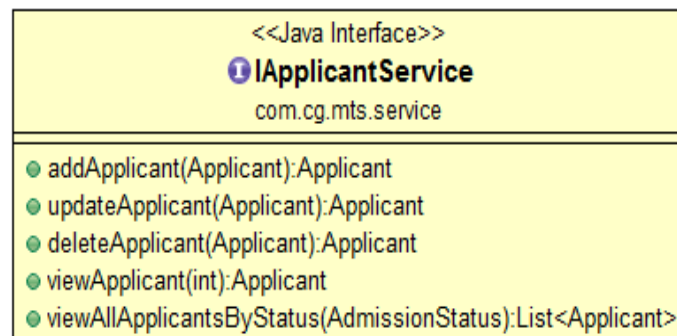 <<Java Interface>>
IApplicantService
com.cg.mts.service
addApplicant(Applicant):Applicant
updateApplicant(Applicant):Applicant
deleteApplicant(Applicant):Applicant
viewApplicant(int):Applicant
viewAllApplicantsByStatus(AdmissionStatus):List<Applicant>